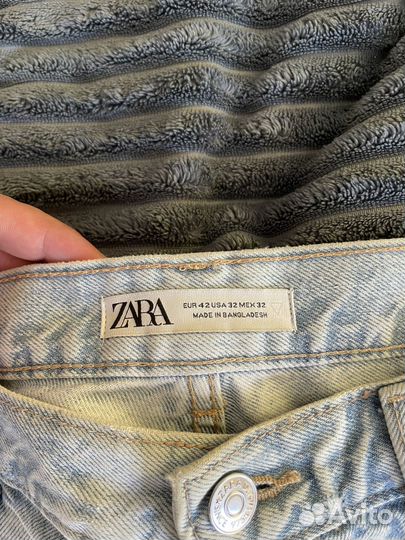 ZARA
EUR 42 USA 32 MEX 32
MADE IN BANGLADESH
Avito